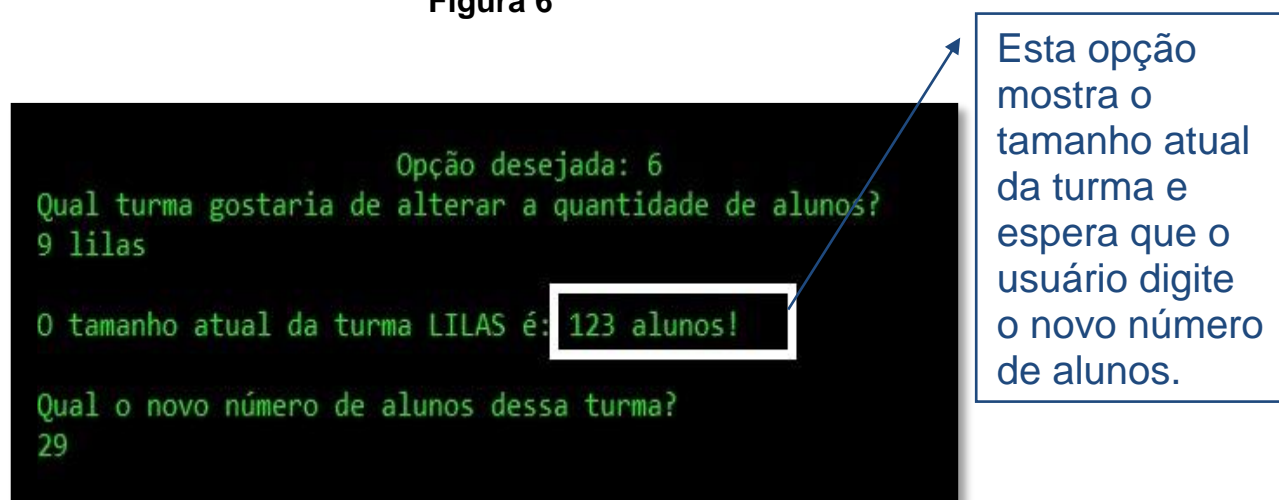 Figura 6
Opção desejada: 6
Qual turma gostaria de alterar a quantidade de alunos?
9 lilas
O tamanho atual da turma LILAS é: 123 alunos!
Qual o novo número de alunos dessa turma?
29
Esta opção
mostra o
tamanho atual
da turma e
espera que o
usuário digite
o novo número
de alunos.